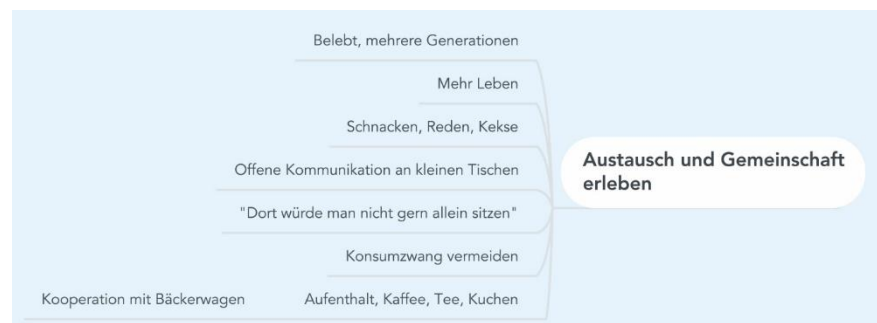 Belebt, mehrere Generationen
Mehr Leben
Schnacken, Reden, Kekse
Offene Kommunikation an kleinen Tischen
"Dort würde man nicht gern allein sitzen"
Konsumzwang vermeiden
Kooperation mit Bäckerwagen Aufenthalt, Kaffee, Tee, Kuchen
Austausch und Gemeinschaft
erleben